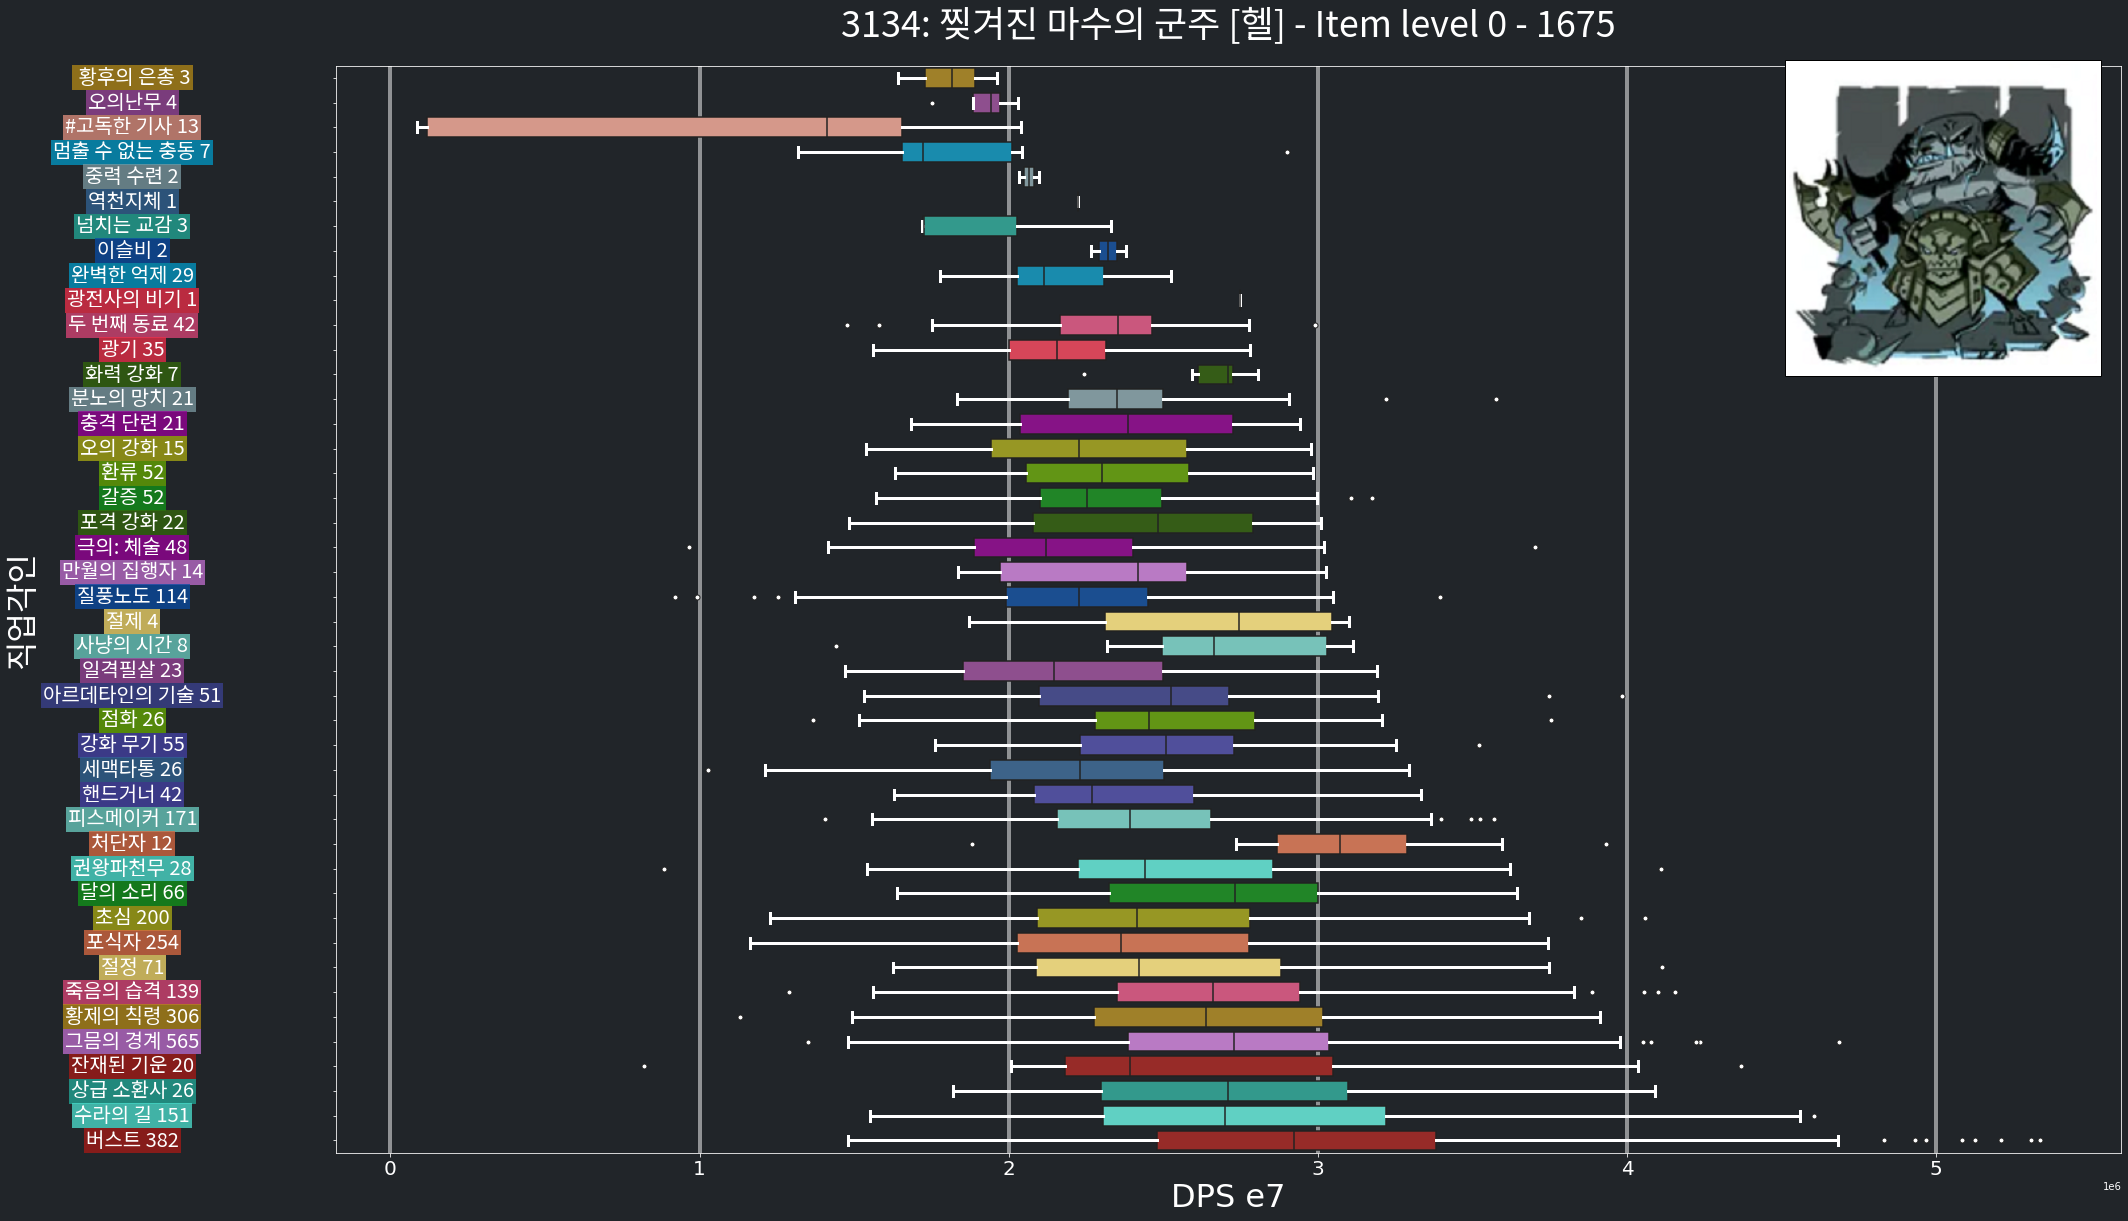 3134: 찢겨진 마수의 군주 [헬] - Item level 0 - 1675
황후의 은총 3
오의난무 4
#고독한 기사 13
멈출 수 없는 충동 7
중력 수련 2
역천지체 1
넘치는 교감 3
이슬비 2
완벽한 억제 29
광전사의 비기 1
두 번째 동료 42
광기 35
화력 강화 7
분노의 망치 21
충격 단련 21
오의 강화 15
환류 52
갈증 52
포격 강화 22
극의: 체술 48
만월의 집행자 14
질풍노도 114
절제 4
사냥의 시간 8
일격필살 23
아르데타인의 기술 51
점화 26
강화 무기 55
세맥타통 26
핸드거너 42
피스메이커 171
처단자 12
권왕파천무 28
달의 소리 66
초심 200
포식자 254
절정 71
죽음의 습격 139
황제의 칙령 306
그믐의 경계 565
잔재된 기운 20
상급 소환사 26
수라의 길 151
버스트 382
직업각인
0 1 2 3 4 5
DPS e7
1e6